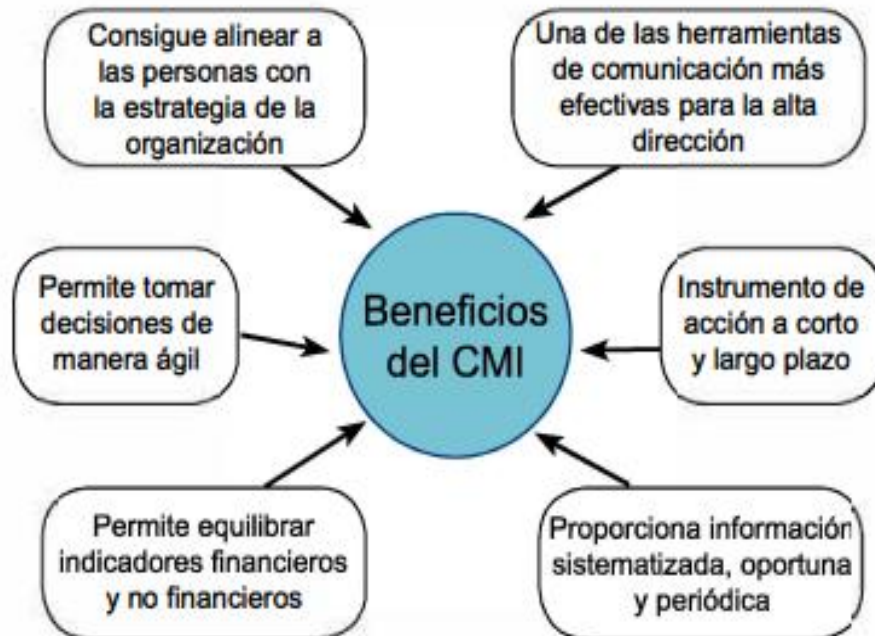 Consigue alinear a
las personas con
la estrategia de la
organización
Una de las herramientas
de comunicación más
efectivas para la alta
dirección
Permite tomar
decisiones de
manera ágil
Beneficios
del CMI
Instrumento de
acción a corto
y largo plazo
Permite equilibrar
indicadores financieros
y no financieros
Proporciona información
sistematizada, oportuna
y periódica